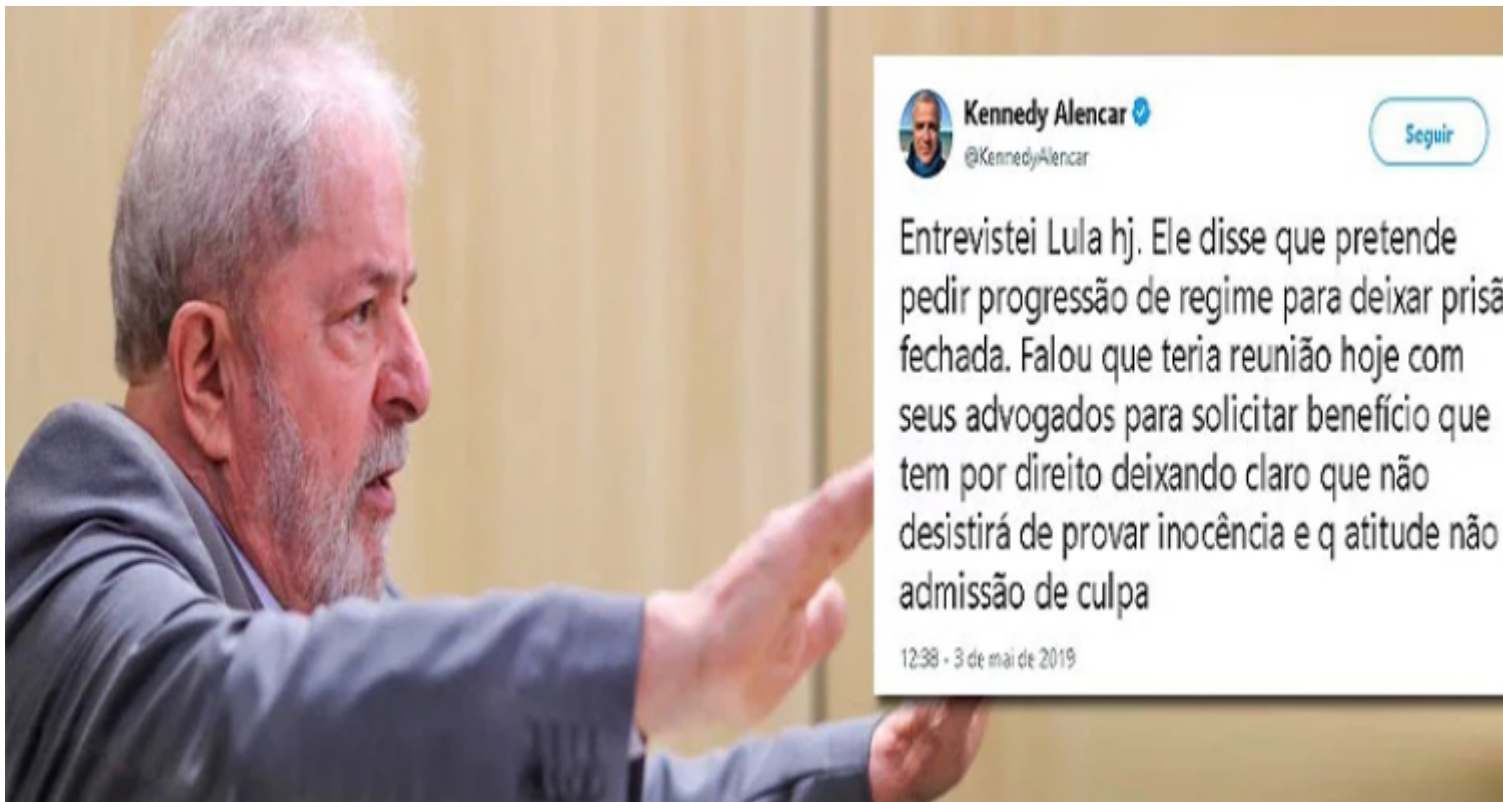 Kennedy Alencar
@KennedyAlencar
Seguir
Entrevistei Lula hj. Ele disse que pretende
pedir progressão de regime para deixar prisã
fechada. Falou que teria reunião hoje com
seus advogados para solicitar benefício que
tem por direito deixando claro que não
desistirá de provar inocência e q atitude não
admissão de culpa
12:38 - 3 de mai de 2019